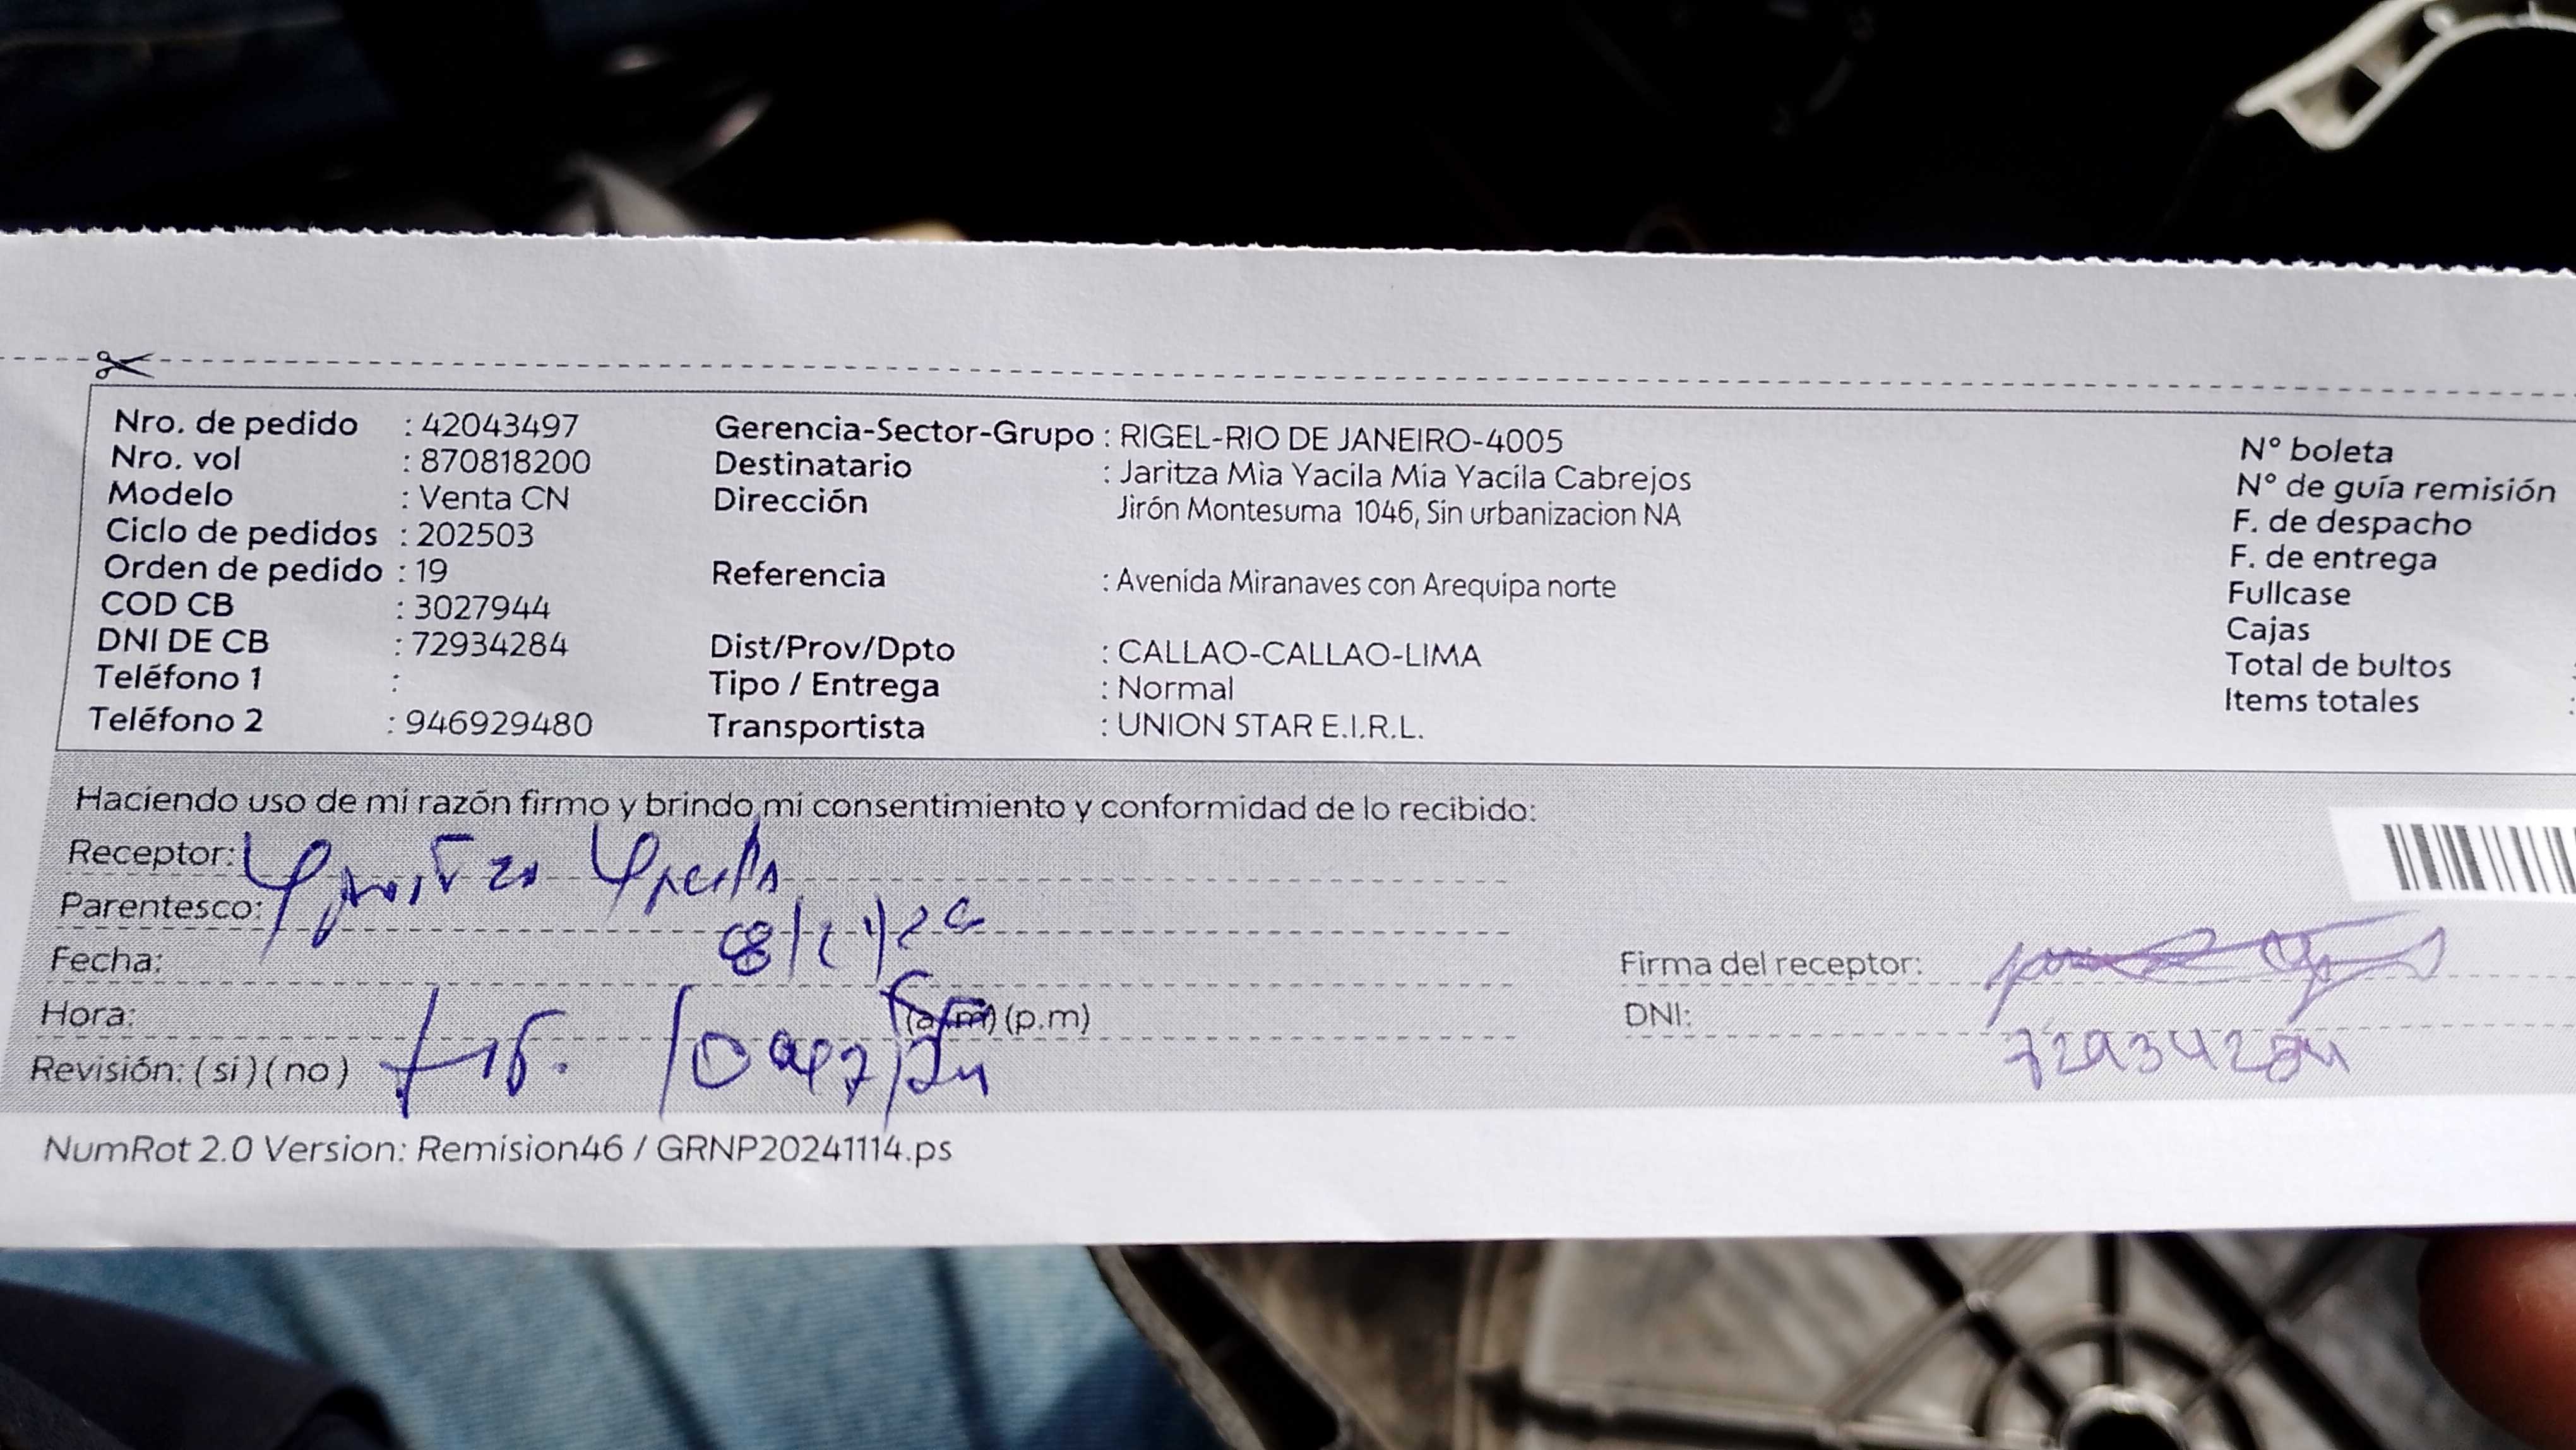 Nro. de pedido : 42043497
Nro. vol : 870818200
Modelo : Venta CN
Ciclo de pedidos : 202503
Orden de pedido : 19
COD CB : 3027944
DNI DE CB : 72934284
Teléfono 1 :
Teléfono 2 : 946929480
Gerencia-Sector-Grupo : RIGEL-RIO DE JANEIRO-4005
Destinatario : Jaritza Mia Yacila Mia Yacila Cabrejos
Dirección Jirón Montesuma 1046, Sin urbanizacion NA
Referencia : Avenida Miranaves con Arequipa norte
Dist/Prov/Dpto : CALLAO-CALLAO-LIMA
Tipo / Entrega : Normal
Transportista : UNION STAR E.I.R.L.
N° boleta
N° de guía remisión
F. de despacho
F. de entrega
Fullcase
Cajas
Total de bultos
Items totales
Haciendo uso de mi razón firmo y brindo mi consentimiento y conformidad de lo recibido:
Receptor:
Parentesco:
Fecha:
Hora: (a.m) (p.m)
Revisión: (si) (no)
Firma del receptor:
DNI: 72934284
NumRot 2.0 Version: Remision46 / GRNP20241114.ps